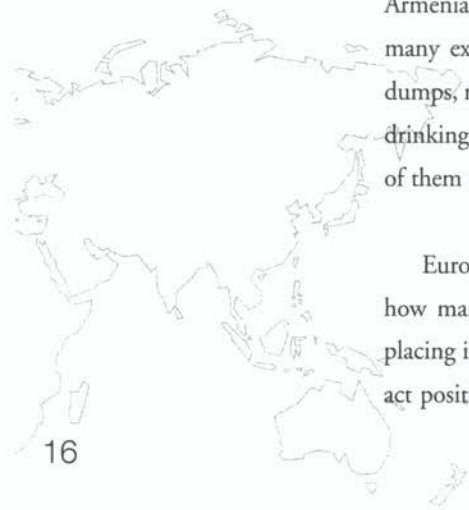 Armenia
many ex
dumps, r
drinking
of them
Euro
how ma
placing i
act posit
16